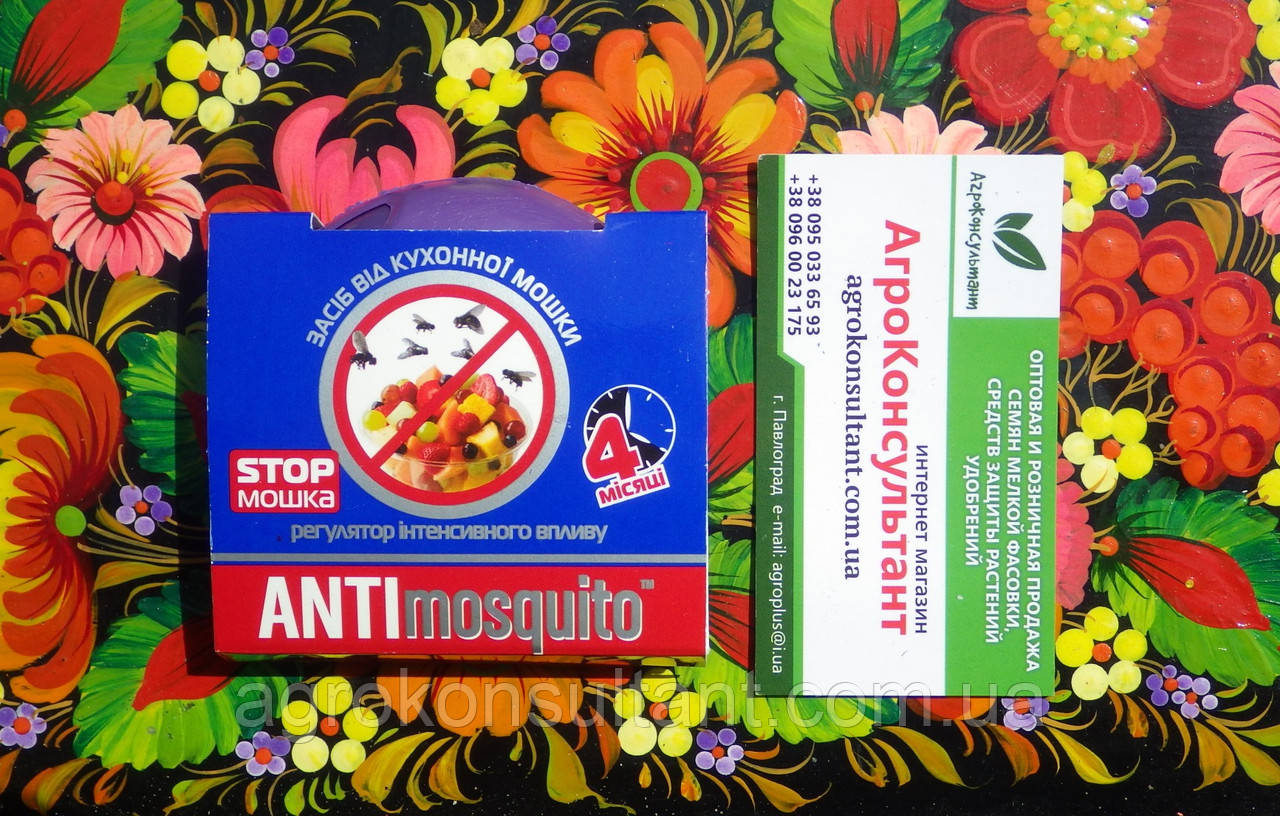 ЗАСІБ ВІД КУХОННОЇ МОШКИ
4
місяці
STOP
мошка
регулятор інтенсивного впливу
ANTImosquito™
АгроКонсультант
ОПТОВАЯ И РОЗНИЧНАЯ ПРОДАЖА
СЕМЯН МЕЛКОЙ ФАСОВКИ,
СРЕДСТВ ЗАЩИТЫ РАСТЕНИЙ
УДОБРЕНИЙ
интернет магазин
АгроКонсультант
agrokonsultant.com.ua
+38 095 033 65 93
+38 096 00 23 175
г. Павлоград e-mail: agroplus@i.ua
agrokonsultant.com.ua